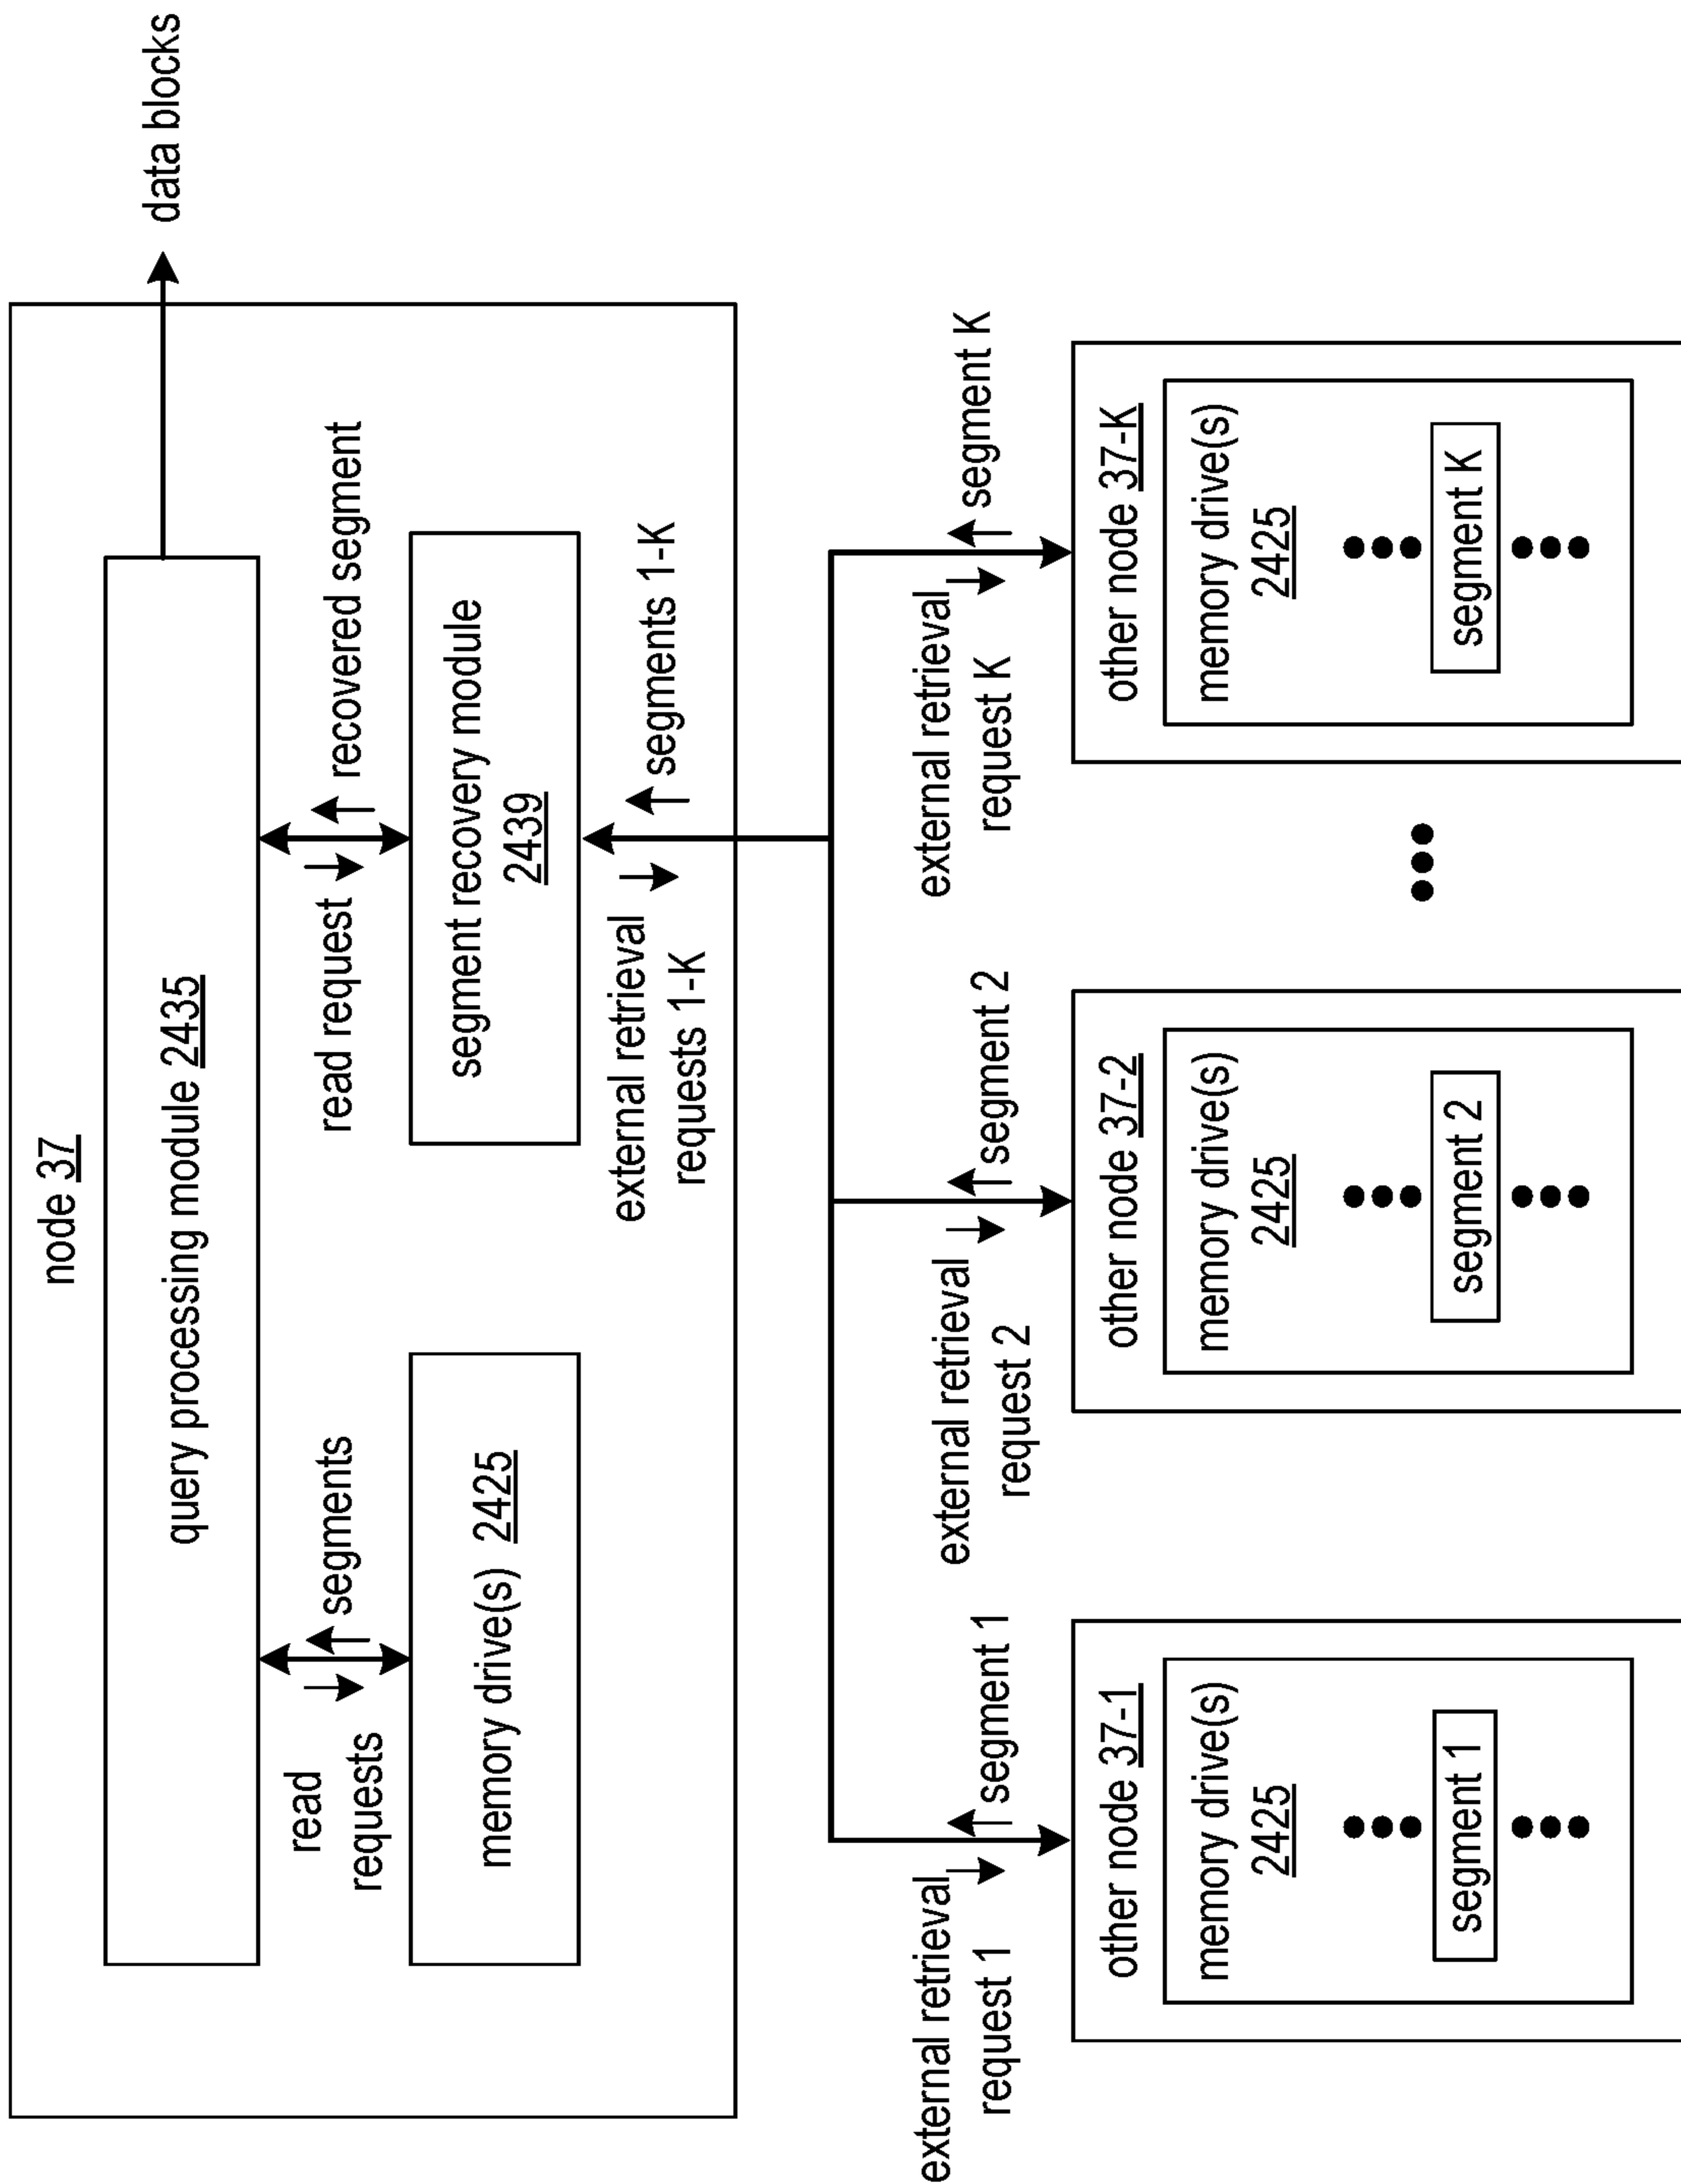 node 37
data blocks
query processing module 2435
read
requests
segments
read request
recovered segment
memory drive(s) 2425
segment recovery module
2439
external retrieval
requests 1-K
segments 1-K
external retrieval
request 1
segment 1
external retrieval
request 2
segment 2
external retrieval
request K
segment K
other node 37-1
memory drive(s)
2425
segment 1
other node 37-2
memory drive(s)
2425
segment 2
other node 37-K
memory drive(s)
2425
segment K